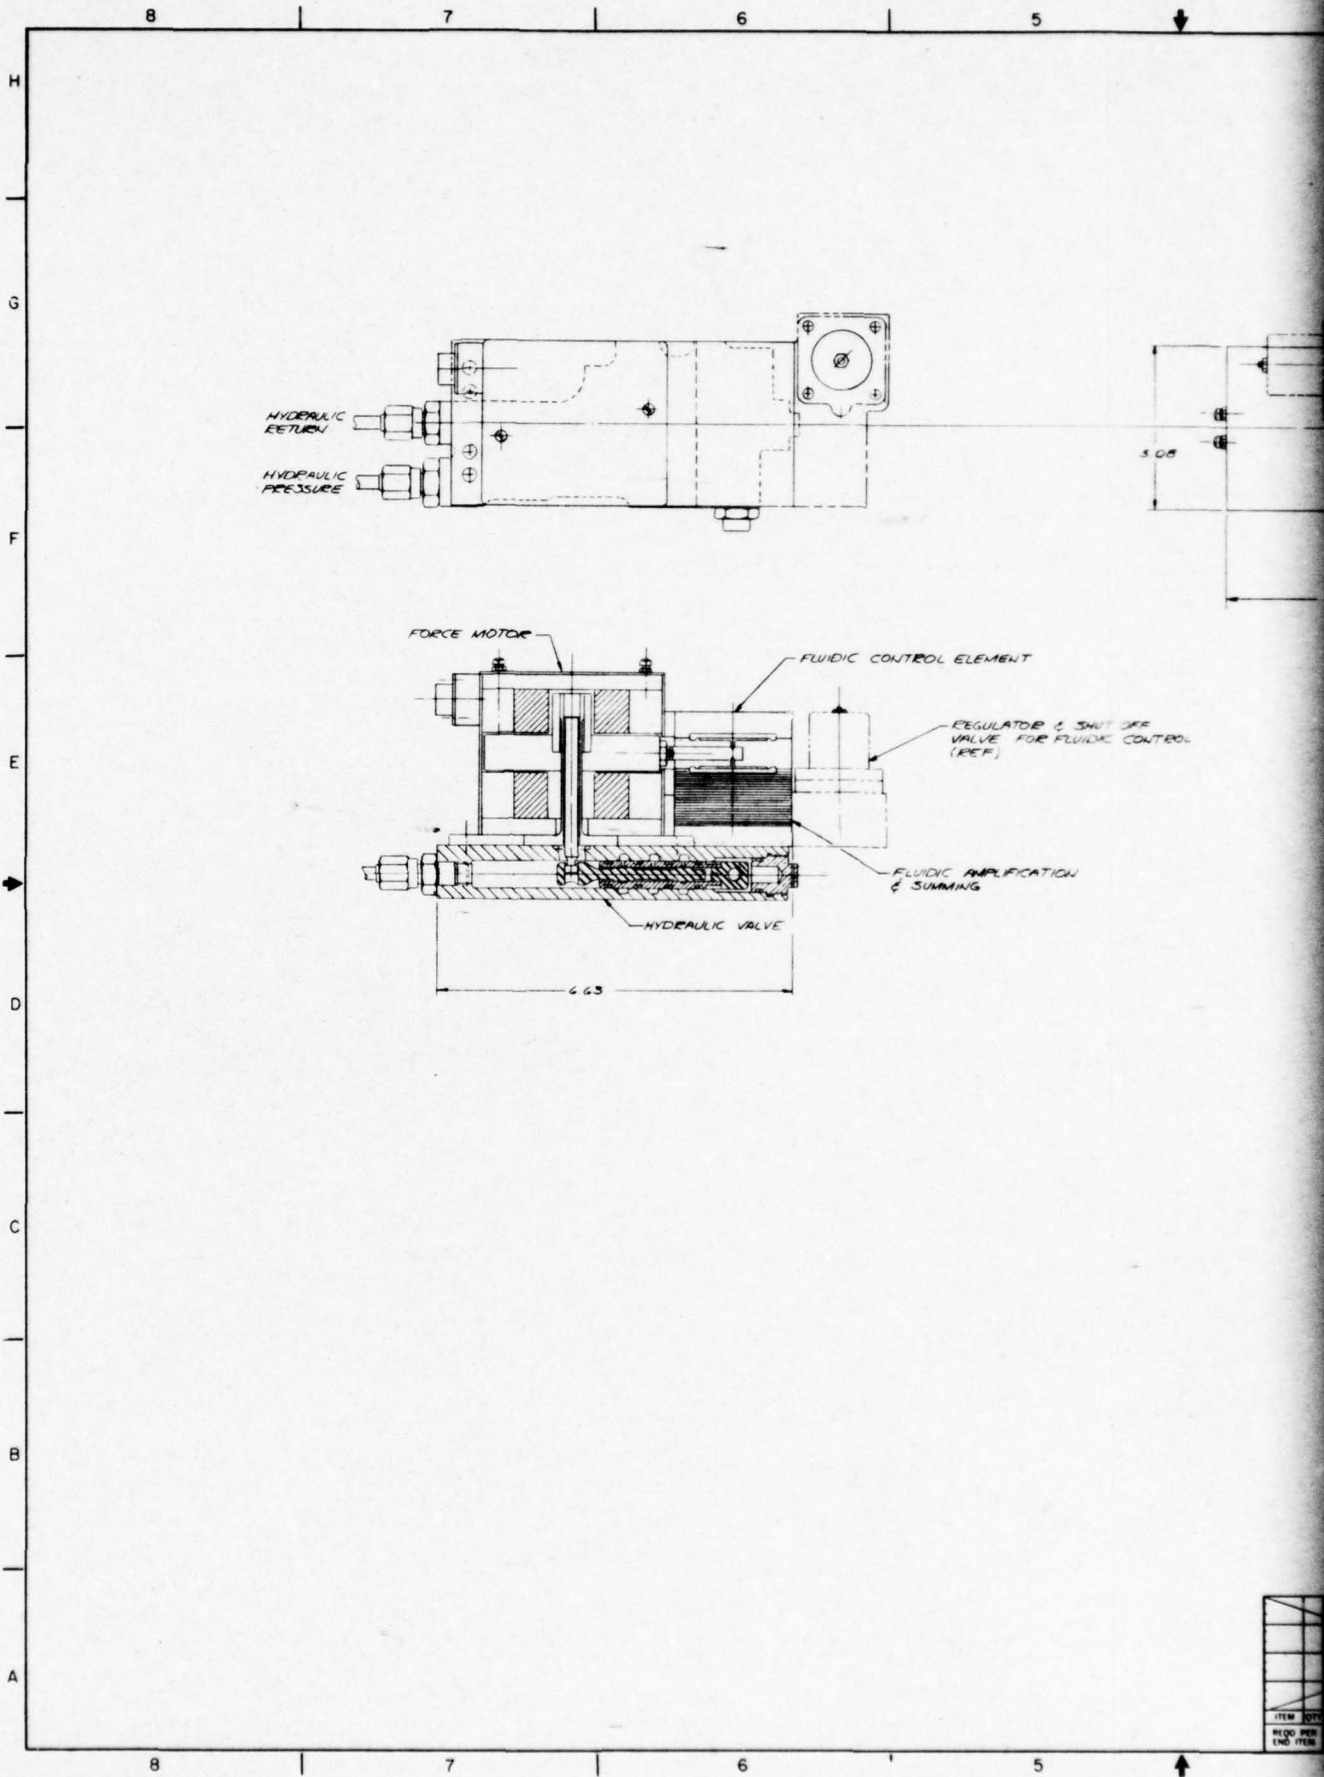 8 7 6 5
H
G
HYDRAULIC
RETURN
HYDRAULIC
PRESSURE
3.08
F
FORCE MOTOR
FLUIDIC CONTROL ELEMENT
REGULATOR & SHUT OFF
VALVE FOR FLUIDIC CONTROL
(REF)
E
FLUIDIC AMPLIFICATION
& SUMMING
HYDRAULIC VALVE
6.63
D
C
B
A
ITEM QTY
REQD PER
END ITEM
8 7 6 5